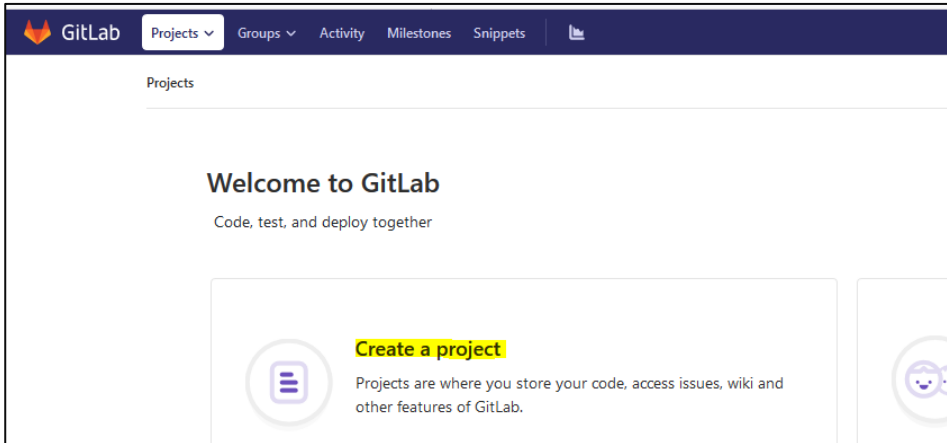 GitLab Projects Groups Activity Milestones Snippets
Projects
Welcome to GitLab
Code, test, and deploy together
Create a project
Projects are where you store your code, access issues, wiki and
other features of GitLab.